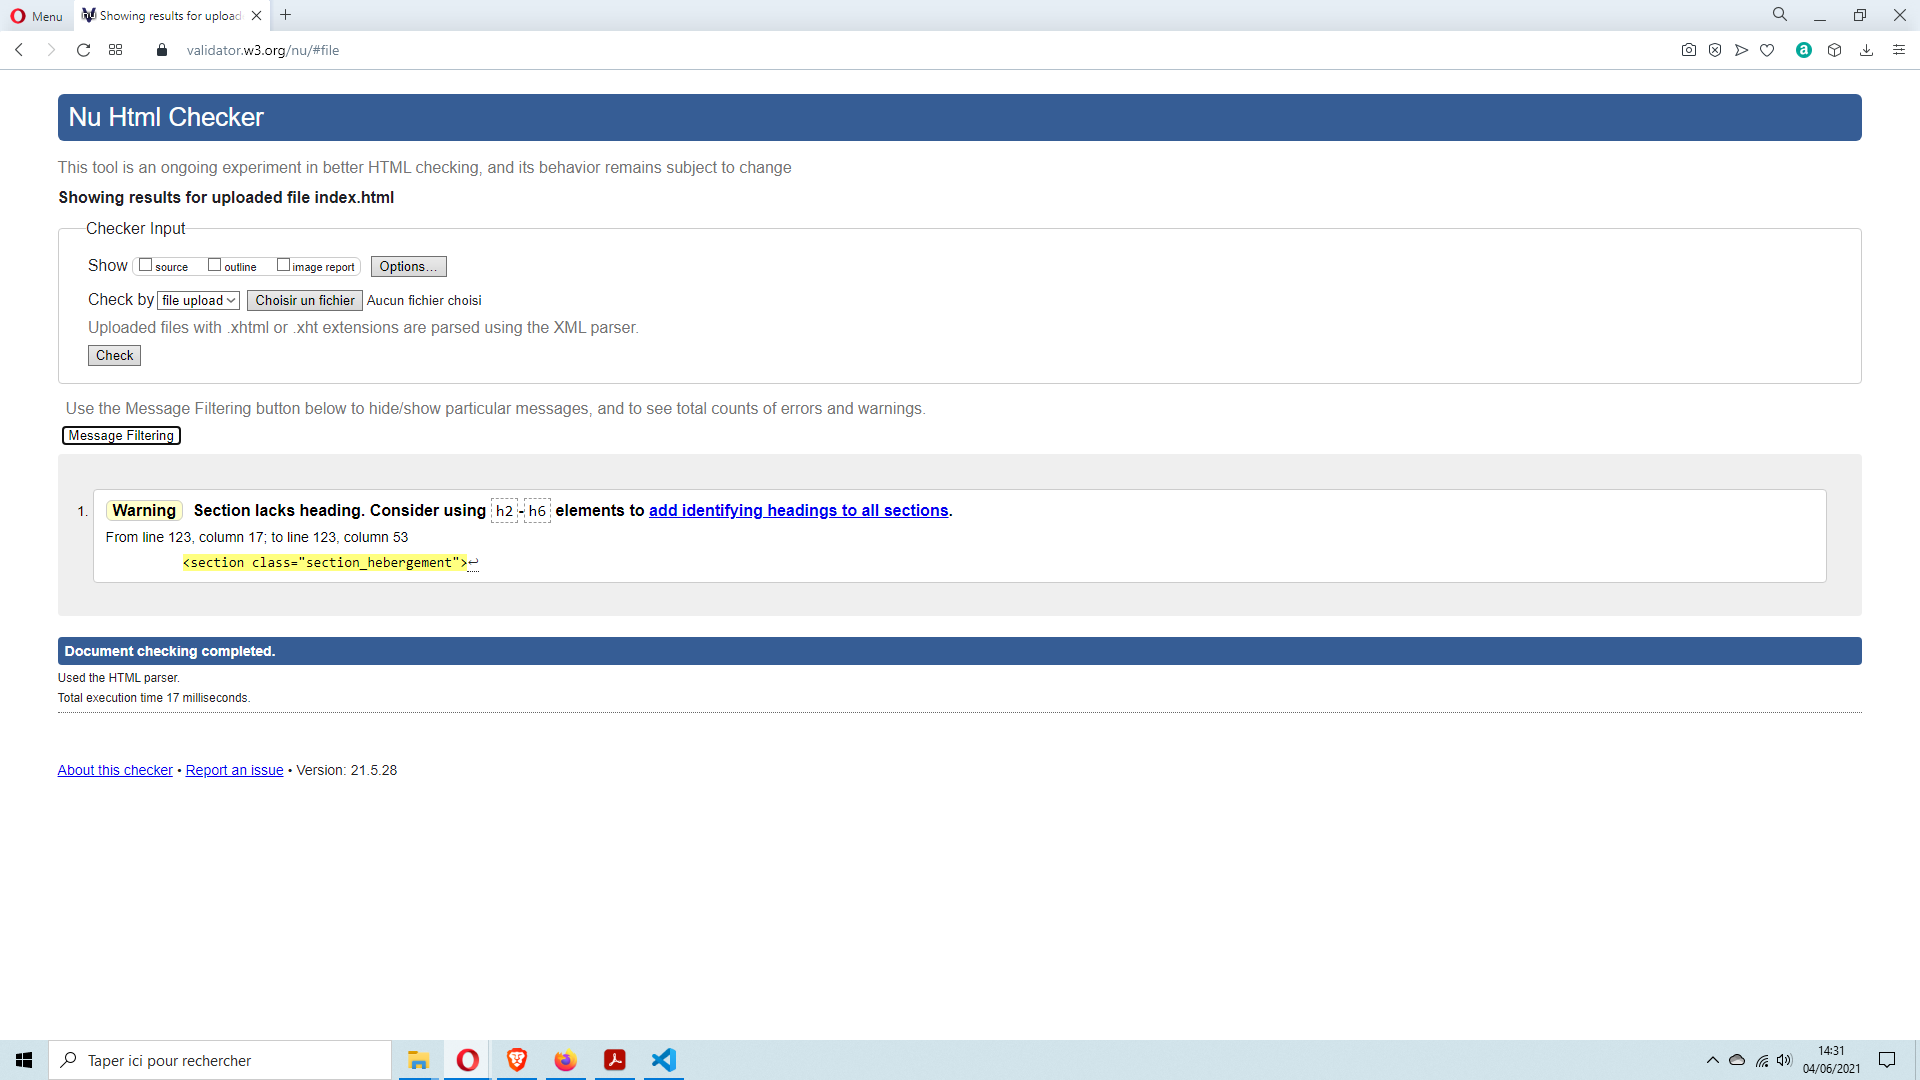 Menu
Showing results for upload
validator.w3.org/nu/#file
Nu Html Checker
This tool is an ongoing experiment in better HTML checking, and its behavior remains subject to change
Showing results for uploaded file index.html
Checker Input
Show source outline image report Options...
Check by file upload Choisir un fichier Aucun fichier choisi
Uploaded files with .xhtml or .xht extensions are parsed using the XML parser.
Check
Use the Message Filtering button below to hide/show particular messages, and to see total counts of errors and warnings.
Message Filtering
1. Warning Section lacks heading. Consider using h2-h6 elements to add identifying headings to all sections.
From line 123, column 17; to line 123, column 53
<section class="section_hebergement">↩
Document checking completed.
Used the HTML parser.
Total execution time 17 milliseconds.
About this checker • Report an issue • Version: 21.5.28
Taper ici pour rechercher
14:31
04/06/2021